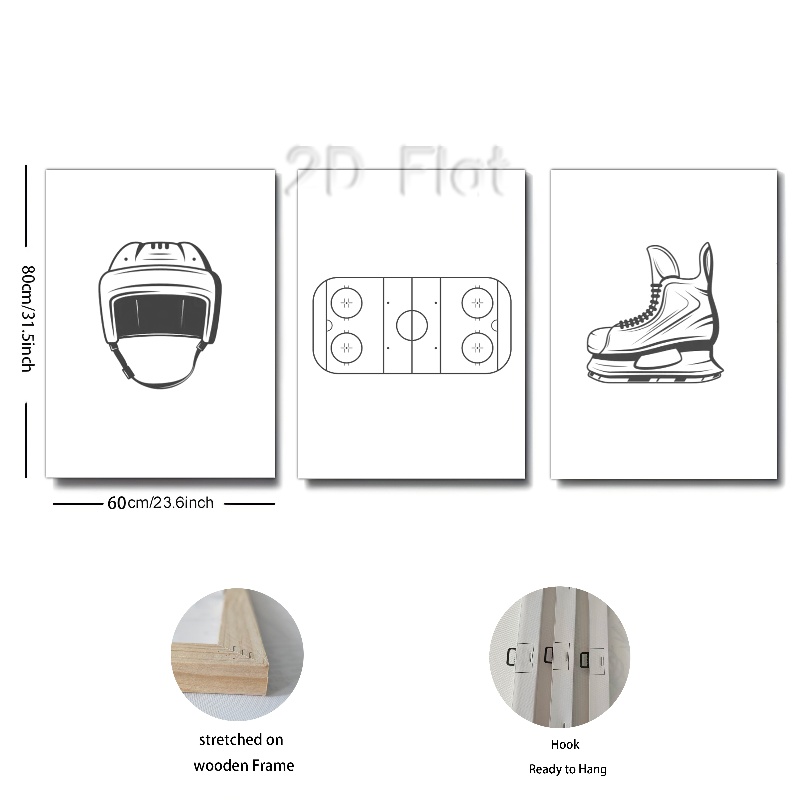 2D Flat
80cm/31.5inch
60cm/23.6inch
stretched on
wooden Frame
Hook
Ready to Hang